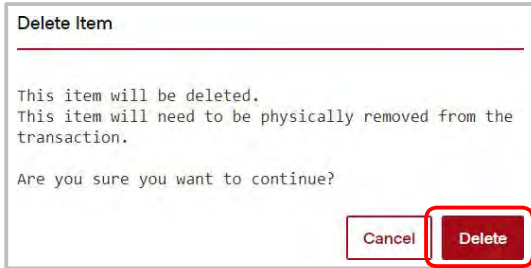 Delete Item
This item will be deleted.
This item will need to be physically removed from the
transaction.
Are you sure you want to continue?
Cancel Delete